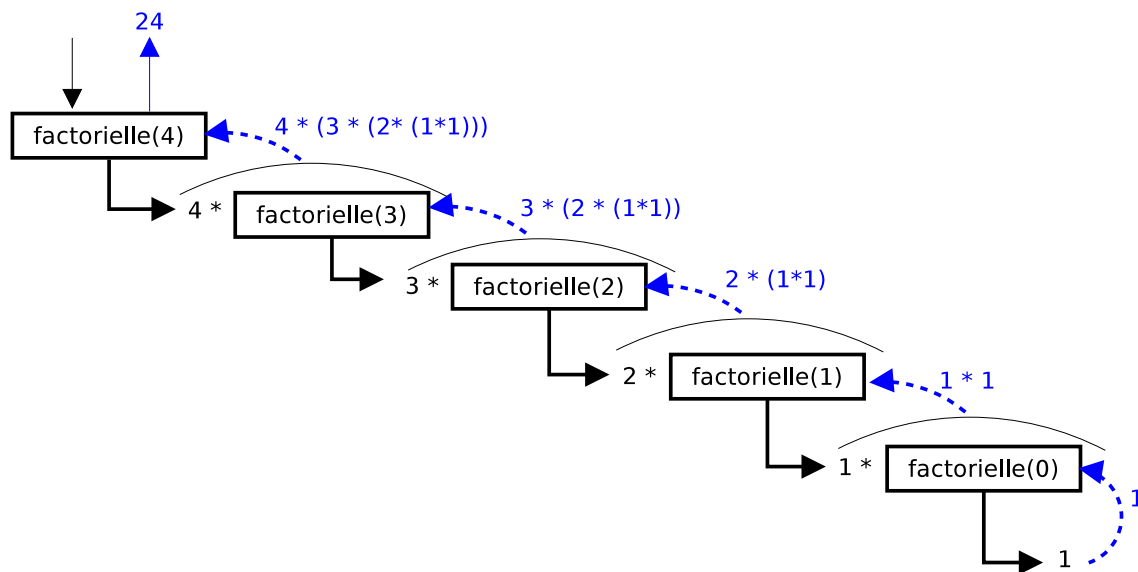 24
factorielle(4)
4 * (3 * (2* (1*1)))
4 *
factorielle(3)
3 * (2 * (1*1))
3 *
factorielle(2)
2 * (1*1)
2 *
factorielle(1)
1 * 1
1 *
factorielle(0)
1
1